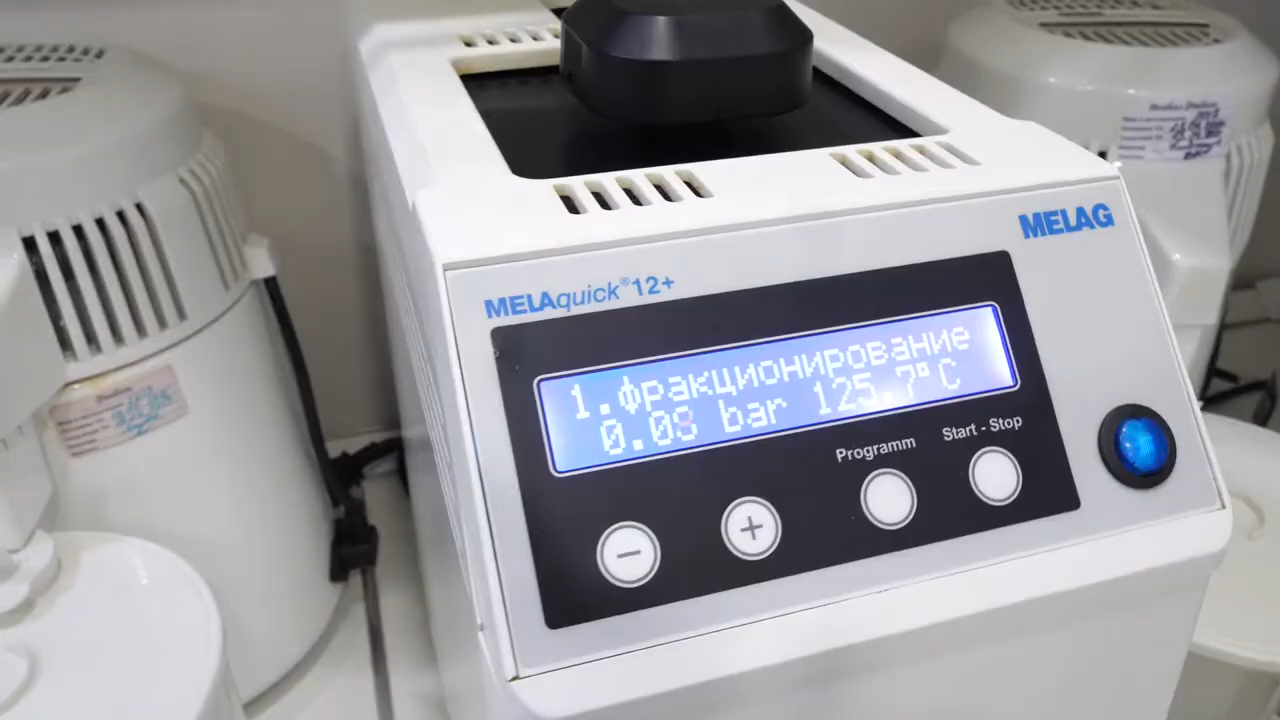 MELAG
MELAquick®12+
1.фракционирование
0.08 bar 125.7°C
Programm
Start - Stop
− +